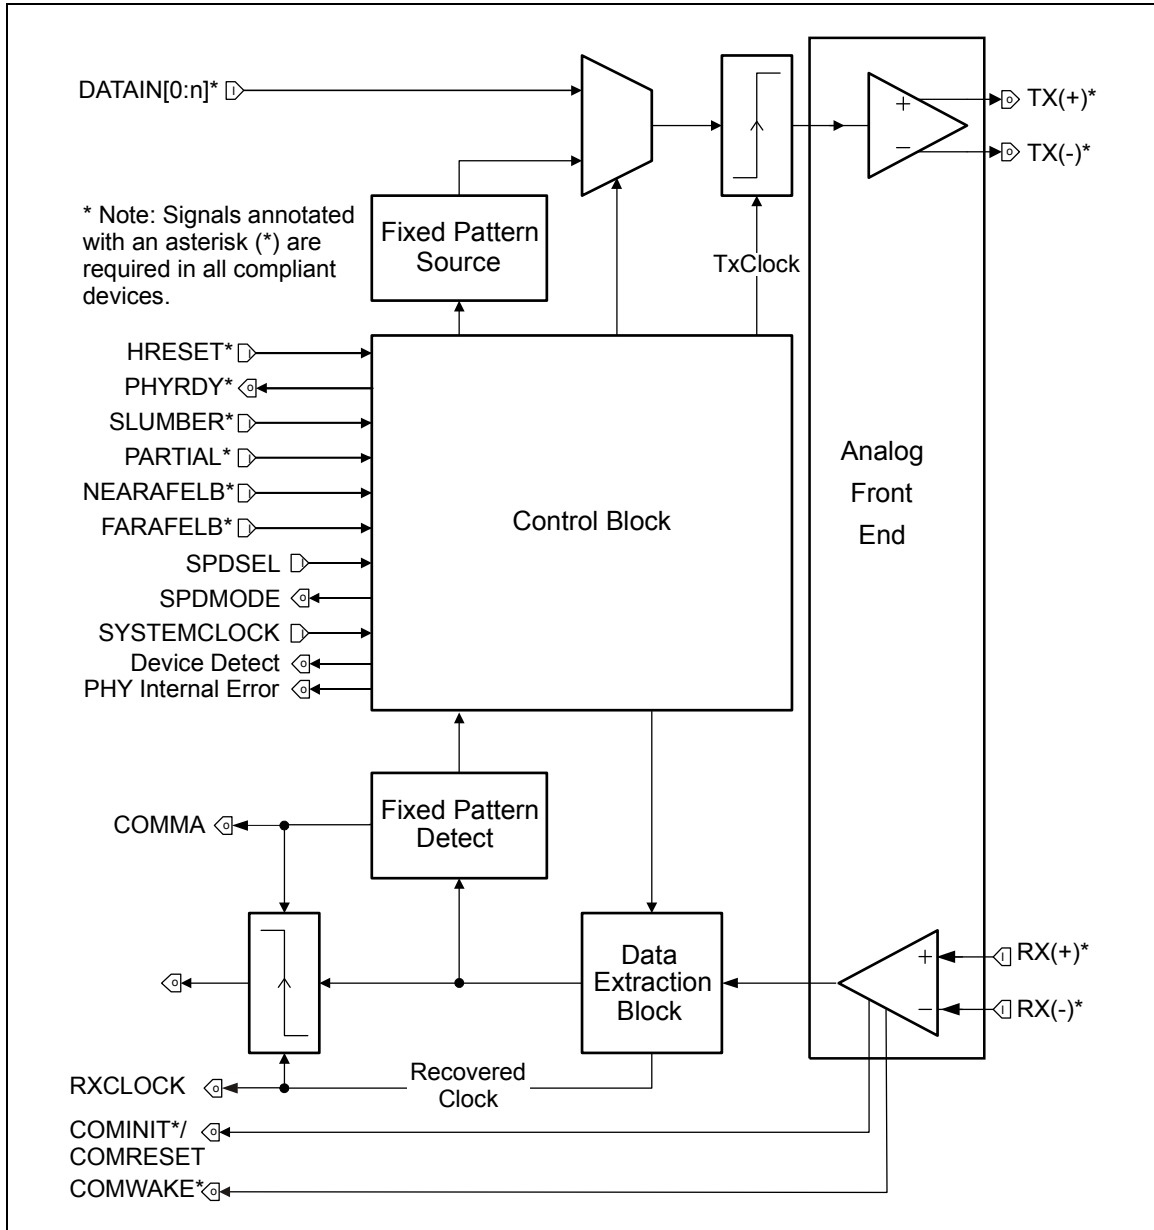 DATAIN[0:n]*
TX(+)*
TX(-)*
* Note: Signals annotated
with an asterisk (*) are
required in all compliant
devices.
Fixed Pattern
Source
TxClock
HRESET*
PHYRDY*
SLUMBER*
PARTIAL*
NEARAFELB*
FARAFELB*
SPDSEL
SPDMODE
SYSTEMCLOCK
Device Detect
PHY Internal Error
Control Block
Analog
Front
End
Fixed Pattern
Detect
COMMA
Data
Extraction
Block
RX(+)*
RX(-)*
RXCLOCK
Recovered
Clock
COMINIT*/
COMRESET
COMWAKE*